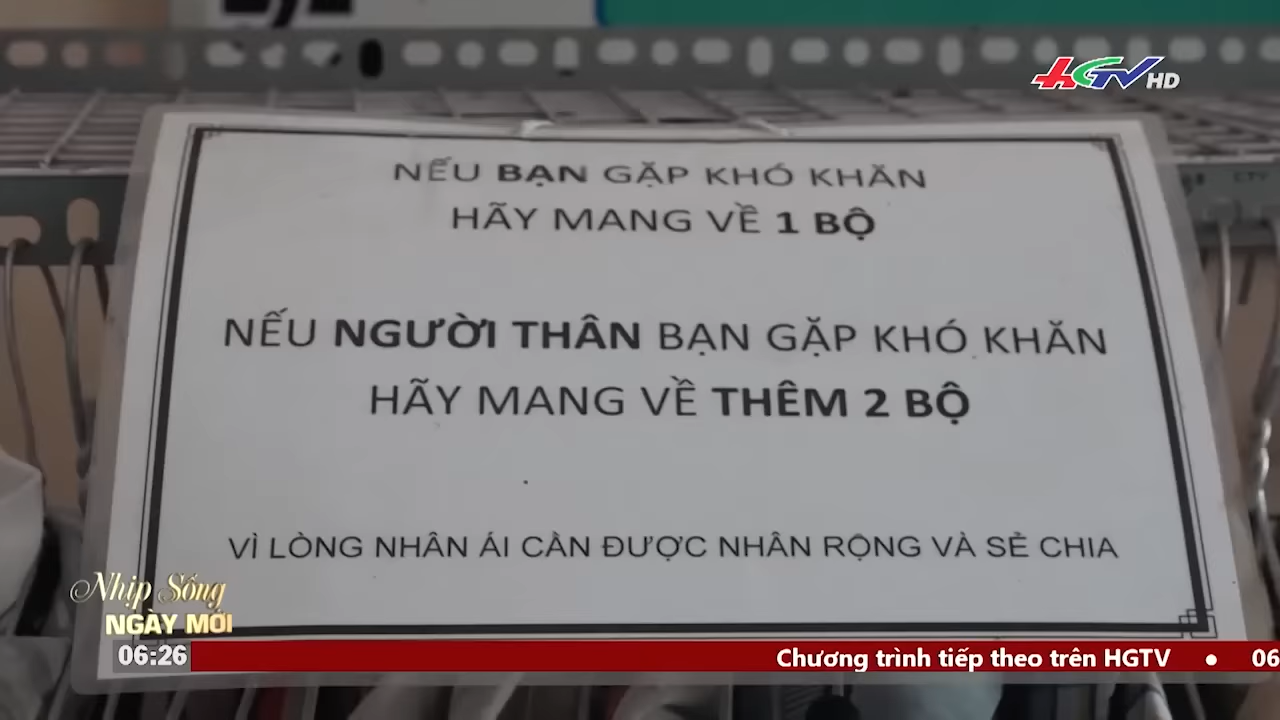 HGTV HD
NẾU BẠN GẶP KHÓ KHĂN
HÃY MANG VỀ 1 BỘ
NẾU NGƯỜI THÂN BẠN GẶP KHÓ KHĂN
HÃY MANG VỀ THÊM 2 BỘ
VÌ LÒNG NHÂN ÁI CẦN ĐƯỢC NHÂN RỘNG VÀ SẺ CHIA
Nhịp Sống
NGÀY MỚI
06:26
Chương trình tiếp theo trên HGTV • 06